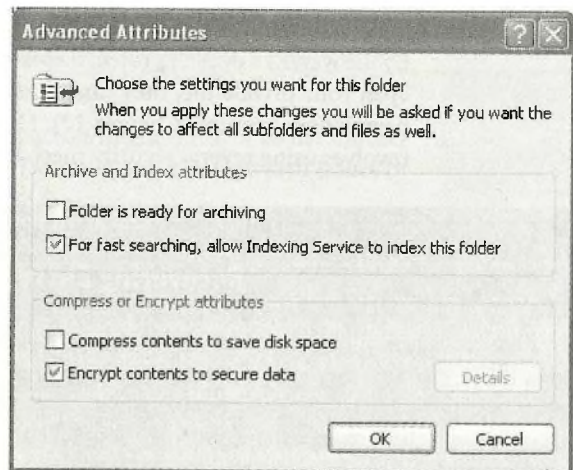 Advanced Attributes
Choose the settings you want for this folder
When you apply these changes you will be asked if you want the
changes to affect all subfolders and files as well.
Archive and Index attributes
Folder is ready for archiving
For fast searching, allow Indexing Service to index this folder
Compress or Encrypt attributes
Compress contents to save disk space
Encrypt contents to secure data
Details
OK
Cancel